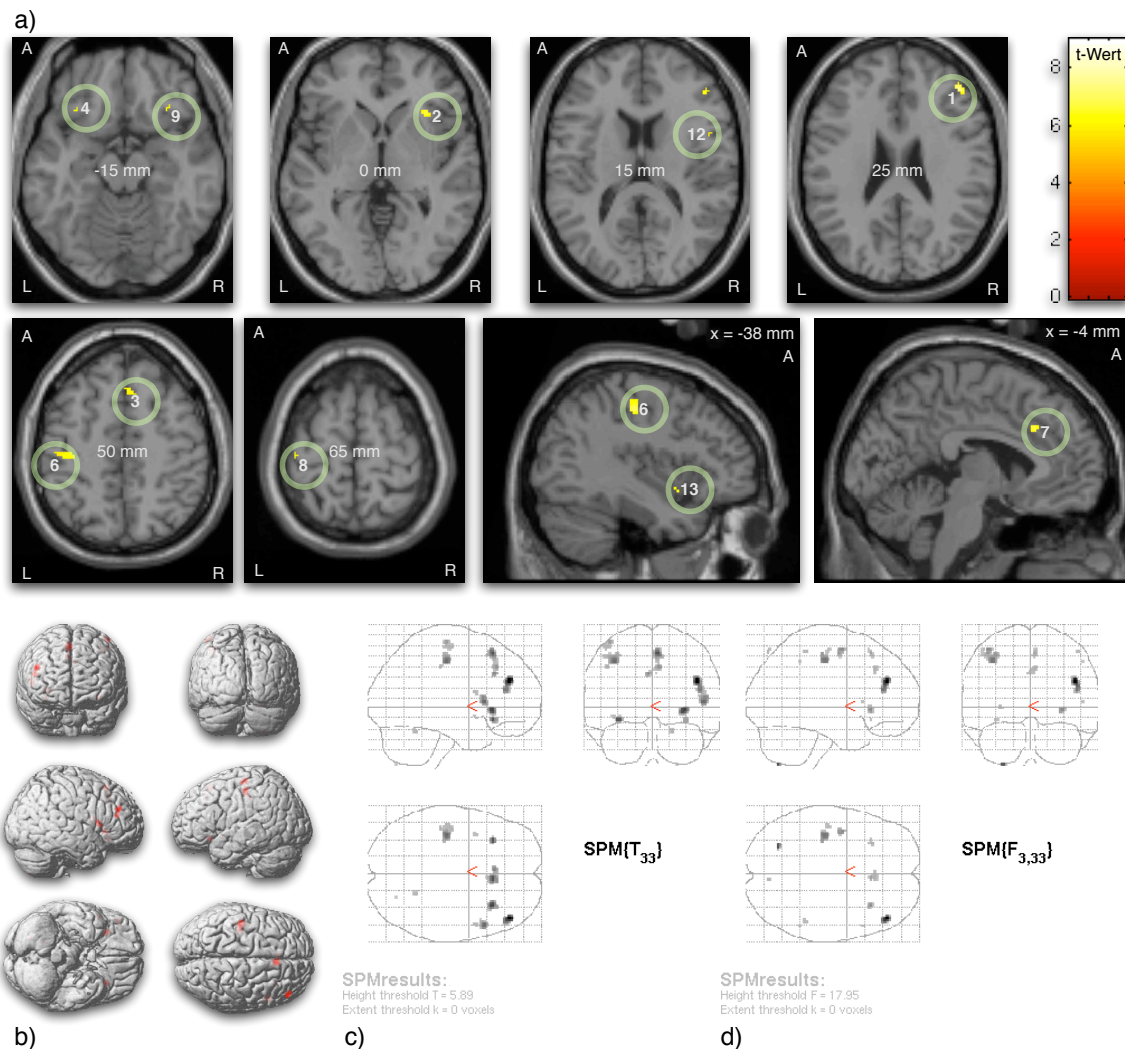 a)
A
4
9
-15 mm
L
R
A
2
0 mm
L
R
A
12
15 mm
L
R
A
1
25 mm
L
R
t-Wert
8
6
4
2
0
A
3
6
50 mm
L
R
A
8
65 mm
L
R
x = -38 mm
A
6
13
x = -4 mm
A
7
<
<
<
<
<
<
SPM{T33}
SPM{F3,33}
SPMresults:
Height threshold T = 5.89
Extent threshold k = 0 voxels
SPMresults:
Height threshold F = 17.95
Extent threshold k = 0 voxels
b)
c)
d)